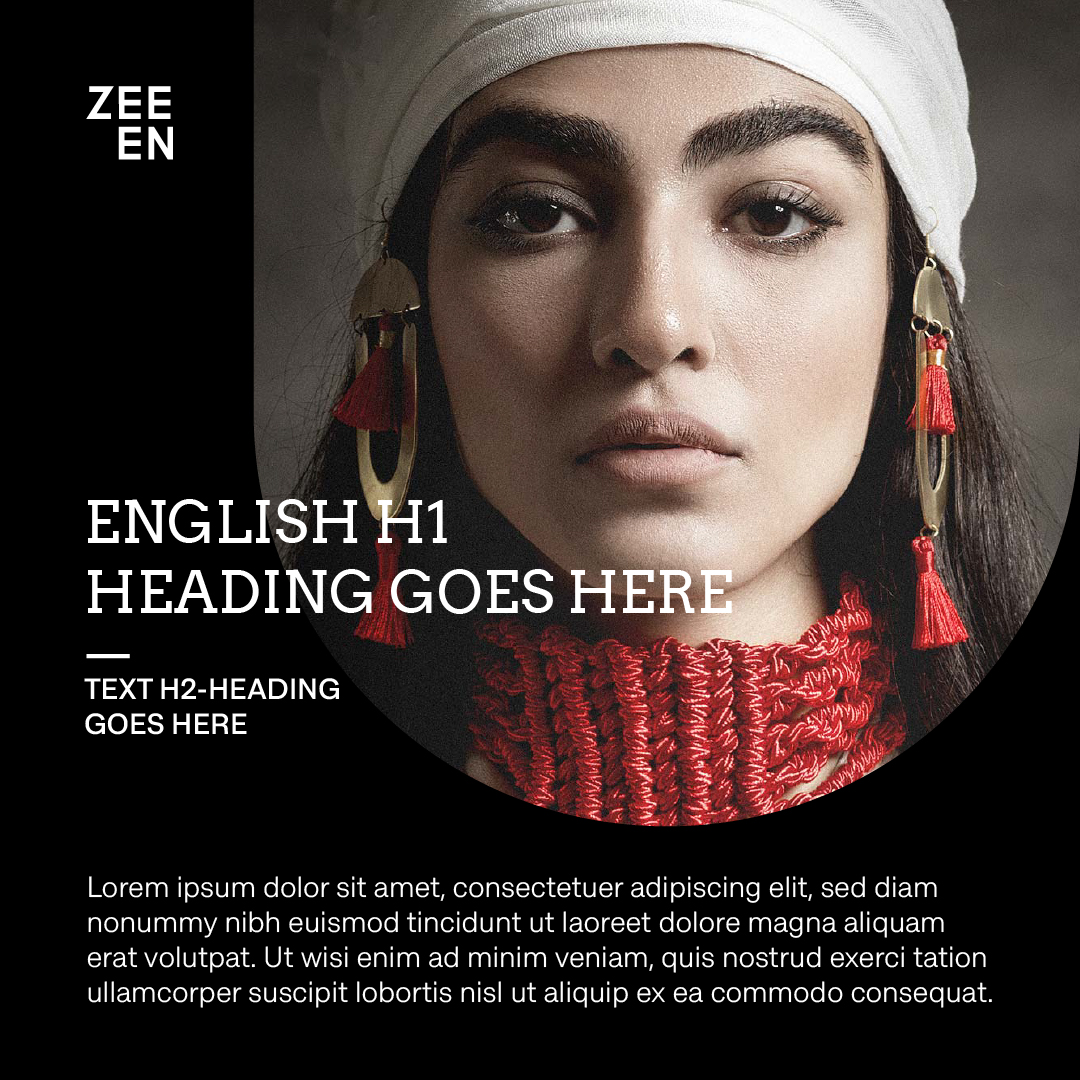 ZEE
EN
ENGLISH H1
HEADING GOES HERE
TEXT H2-HEADING
GOES HERE
Lorem ipsum dolor sit amet, consectetuer adipiscing elit, sed diam
nonummy nibh euismod tincidunt ut laoreet dolore magna aliquam
erat volutpat. Ut wisi enim ad minim veniam, quis nostrud exerci tation
ullamcorper suscipit lobortis nisl ut aliquip ex ea commodo consequat.